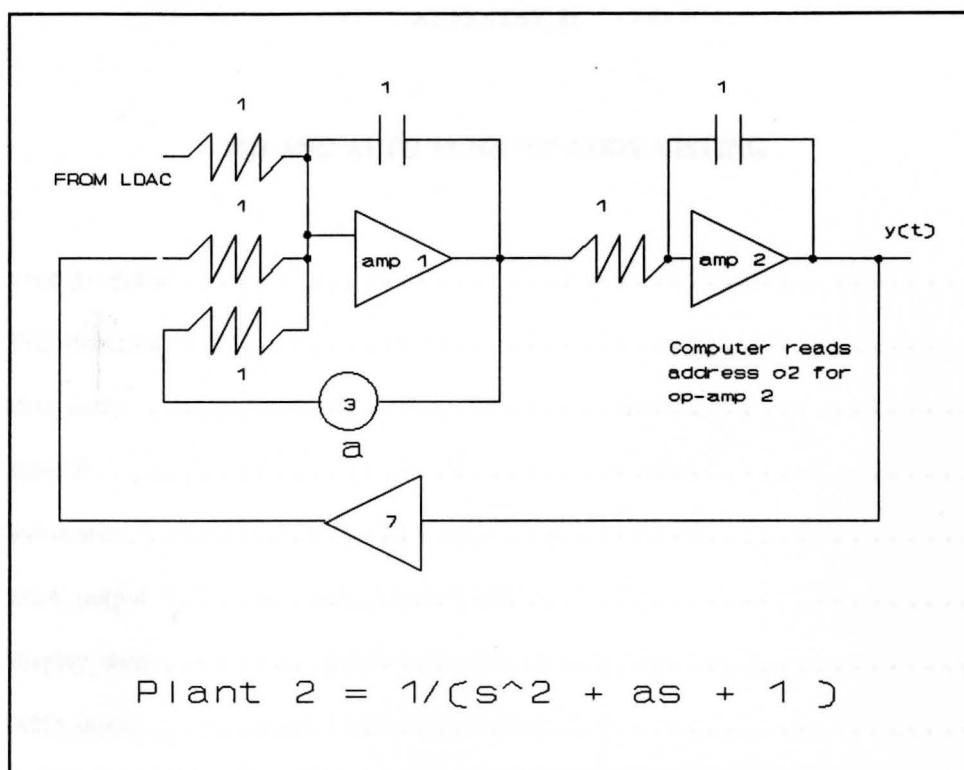 1
1
FROM LDAC
1
1
amp 1
amp 2
y(t)
1
3
a
Computer reads
address o2 for
op-amp 2
7
Plant 2 = 1/(s^2 + as + 1 )